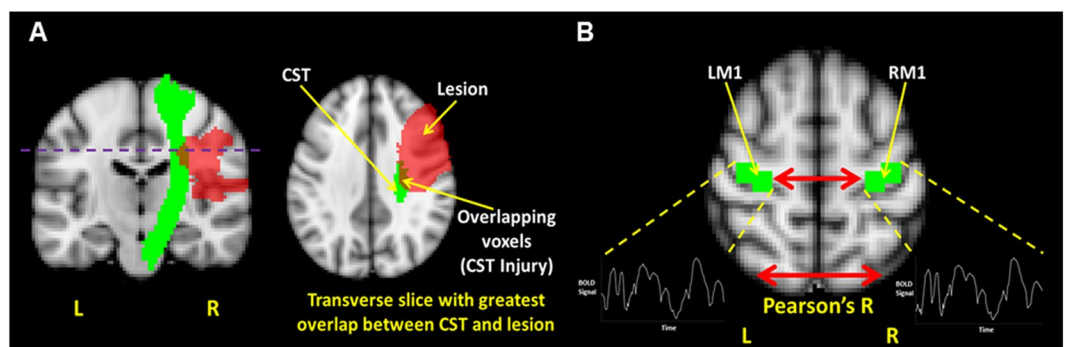 A
CST
Lesion
Overlapping
voxels
(CST Injury)
L
R
Transverse slice with greatest
overlap between CST and lesion
B
LM1
RM1
BOLD
Signal
Time
Pearson's R
BOLD
Signal
Time
L
R